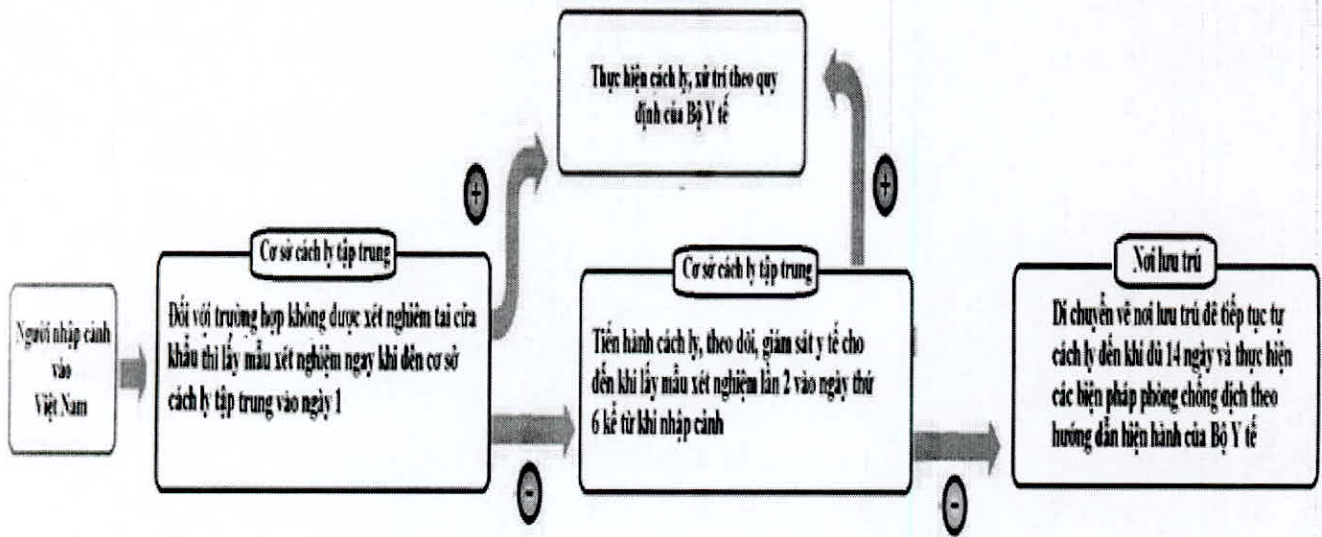 Thực hiện cách ly, xử trí theo quy
định của Bộ Y tế
+
+
Người nhập cảnh
vào
Việt Nam
Cơ sở cách ly tập trung
Đối với trường hợp không được xét nghiệm tại cửa
khẩu thì lấy mẫu xét nghiệm ngay khi đến cơ sở
cách ly tập trung vào ngày 1
-
Cơ sở cách ly tập trung
Tiến hành cách ly, theo dõi, giám sát y tế cho
đến khi lấy mẫu xét nghiệm lần 2 vào ngày thứ
6 kể từ khi nhập cảnh
-
Nơi lưu trú
Di chuyển về nơi lưu trú để tiếp tục tự
cách ly đến khi đủ 14 ngày và thực hiện
các biện pháp phòng chống dịch theo
hướng dẫn hiện hành của Bộ Y tế